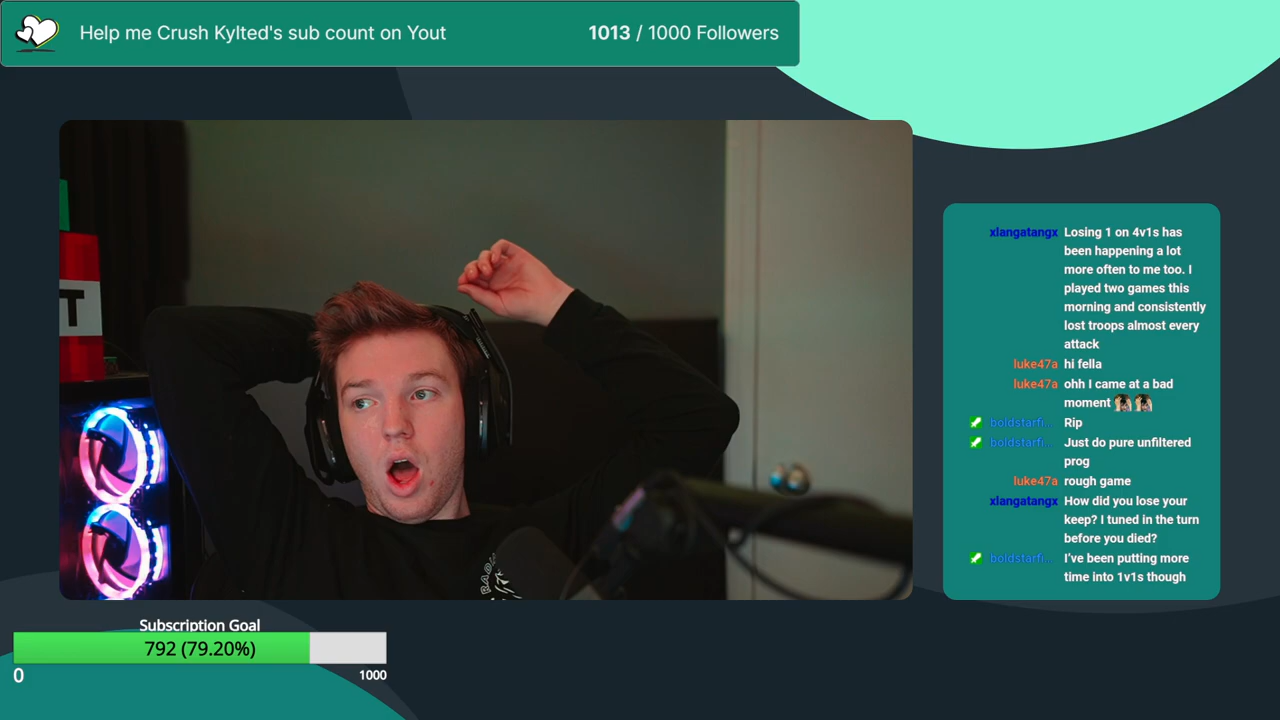 Help me Crush Kylted's sub count on Yout
1013 / 1000 Followers
T
xlangatangx Losing 1 on 4v1s has
been happening a lot
more often to me too. I
played two games this
morning and consistently
lost troops almost every
attack
luke47a hi fella
luke47a ohh I came at a bad
moment
boldstarfi... Rip
boldstarfi... Just do pure unfiltered
prog
luke47a rough game
xlangatangx How did you lose your
keep? I tuned in the turn
before you died?
boldstarfi... I've been putting more
time into 1v1s though
Subscription Goal
792 (79.20%)
0
1000